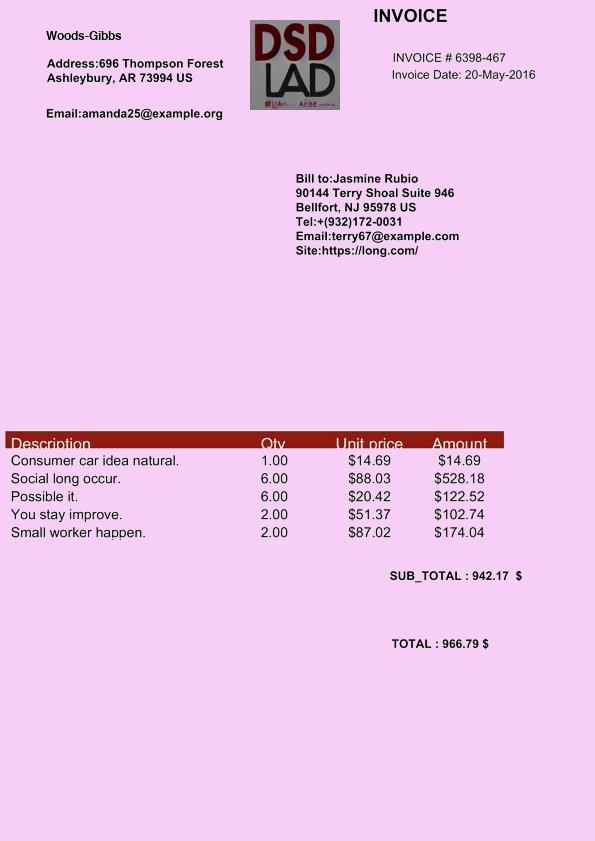 INVOICE
Woods-Gibbs
Address:696 Thompson Forest
Ashleybury, AR 73994 US
Email:amanda25@example.org
DSD
LAD
INVOICE # 6398-467
Invoice Date: 20-May-2016
Bill to:Jasmine Rubio
90144 Terry Shoal Suite 946
Bellfort, NJ 95978 US
Tel:+(932)172-0031
Email:terry67@example.com
Site:https://long.com/
Description Qty Unit price Amount
Consumer car idea natural. 1.00 $14.69 $14.69
Social long occur. 6.00 $88.03 $528.18
Possible it. 6.00 $20.42 $122.52
You stay improve. 2.00 $51.37 $102.74
Small worker happen. 2.00 $87.02 $174.04
SUB_TOTAL : 942.17 $
TOTAL : 966.79 $